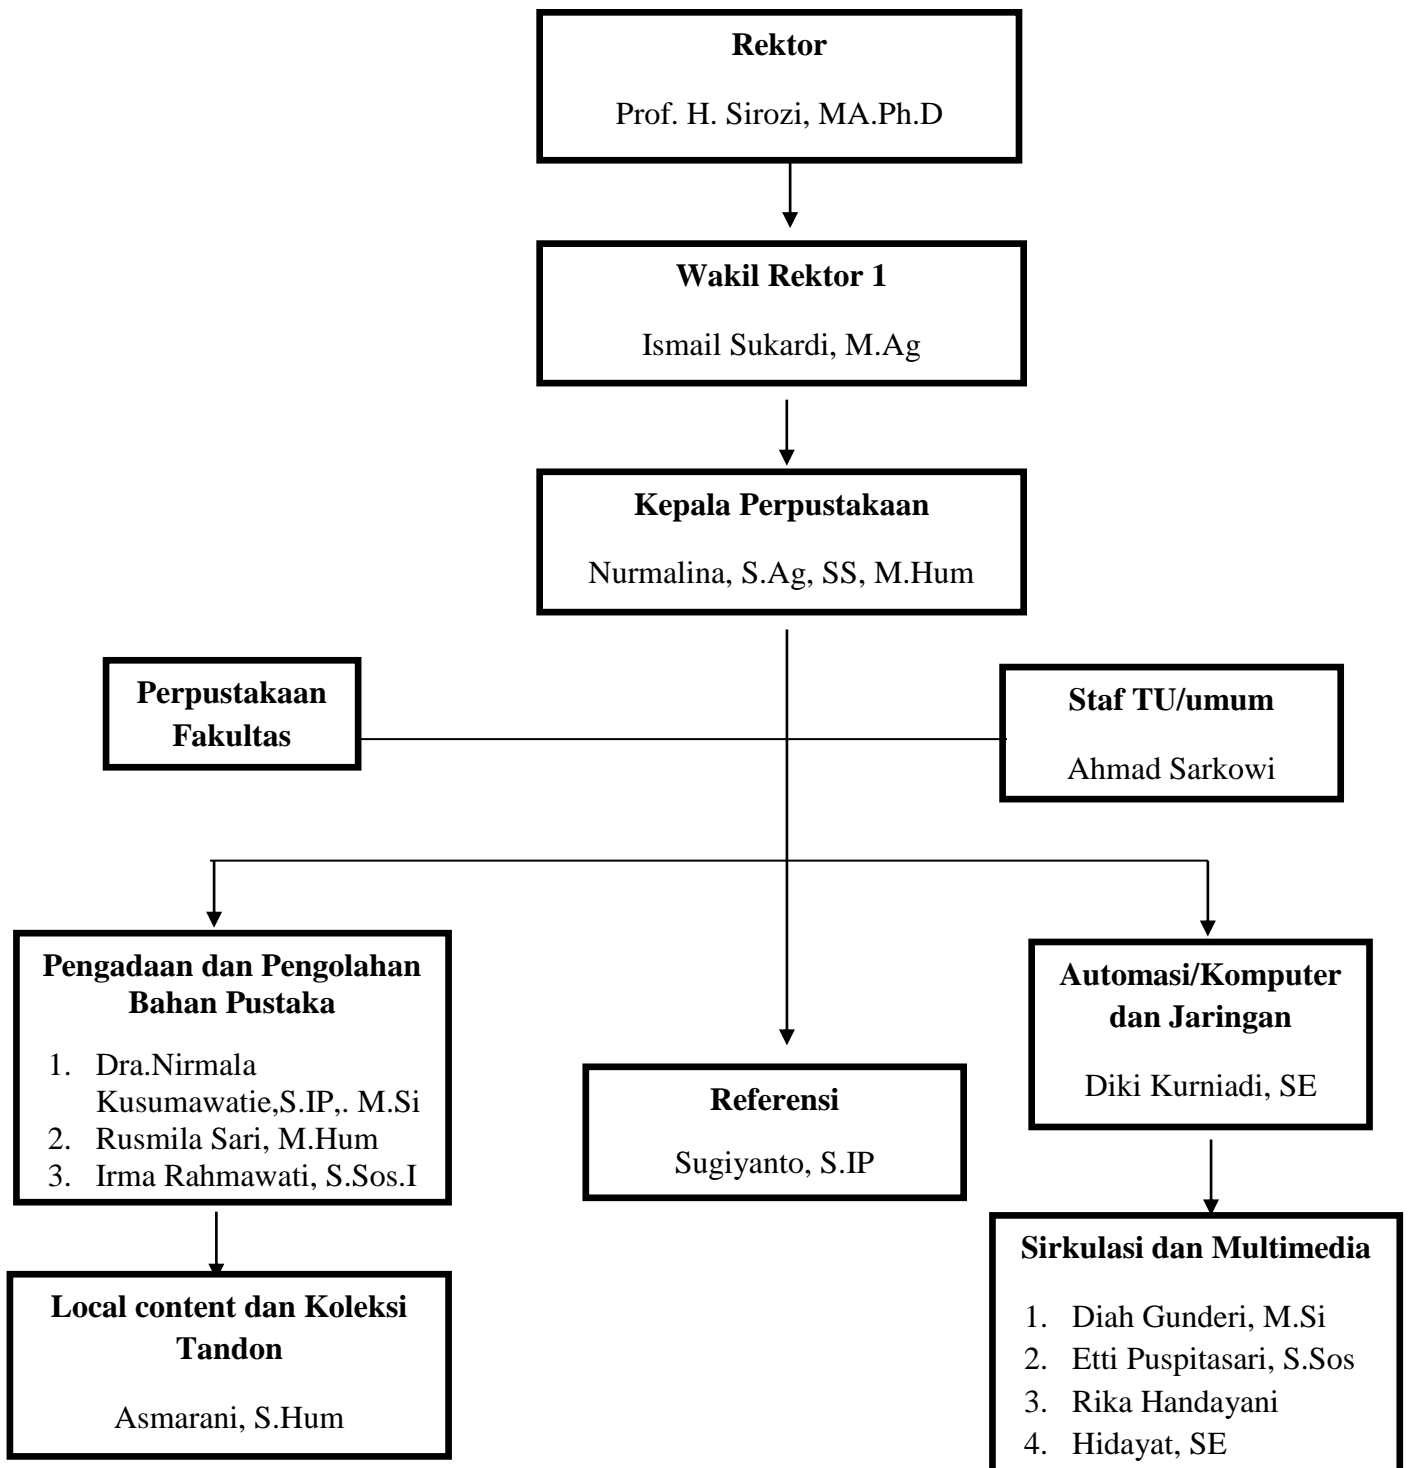 Rektor
Prof. H. Sirozi, MA.Ph.D
Wakil Rektor 1
Ismail Sukardi, M.Ag
Kepala Perpustakaan
Nurmalina, S.Ag, SS, M.Hum
Perpustakaan
Fakultas
Staf TU/umum
Ahmad Sarkowi
Pengadaan dan Pengolahan
Bahan Pustaka
1. Dra.Nirmala
Kusumawatie,S.IP,. M.Si
2. Rusmila Sari, M.Hum
3. Irma Rahmawati, S.Sos.I
Referensi
Sugiyanto, S.IP
Automasi/Komputer
dan Jaringan
Diki Kurniadi, SE
Local content dan Koleksi
Tandon
Asmarani, S.Hum
Sirkulasi dan Multimedia
1. Diah Gunderi, M.Si
2. Etti Puspitasari, S.Sos
3. Rika Handayani
4. Hidayat, SE